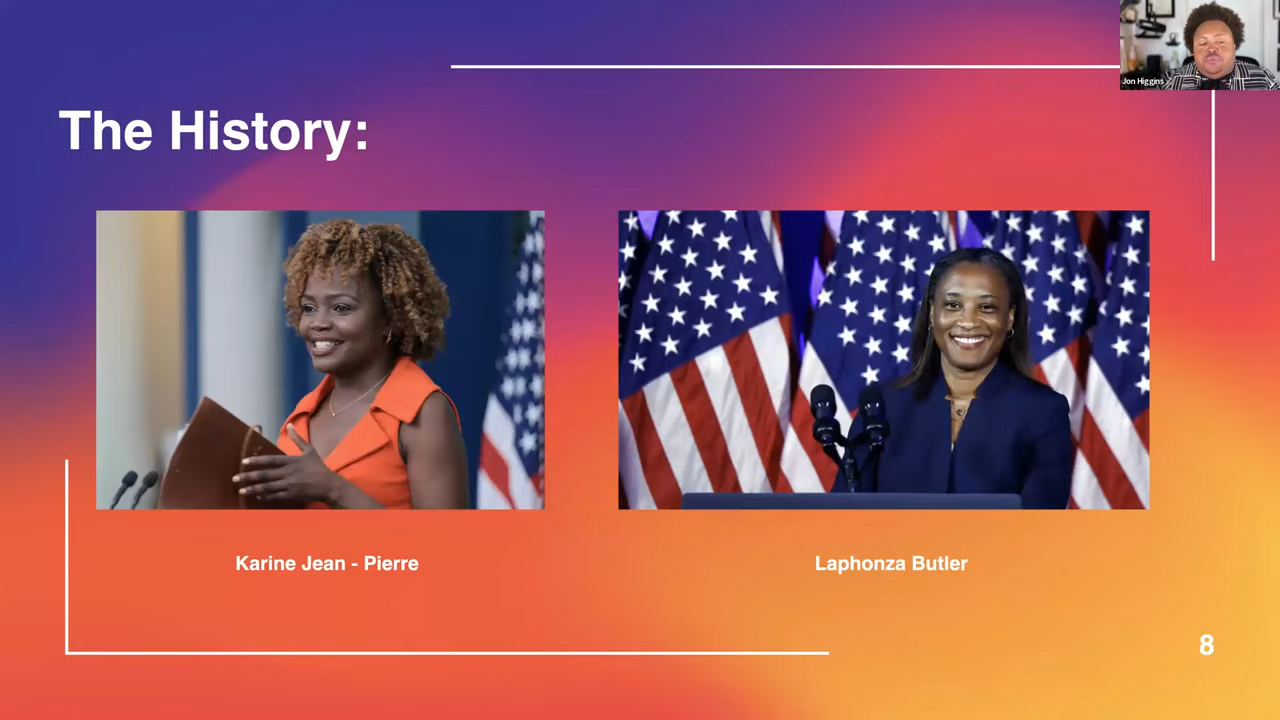 Jon Higgins
The History:
Karine Jean - Pierre
Laphonza Butler
8